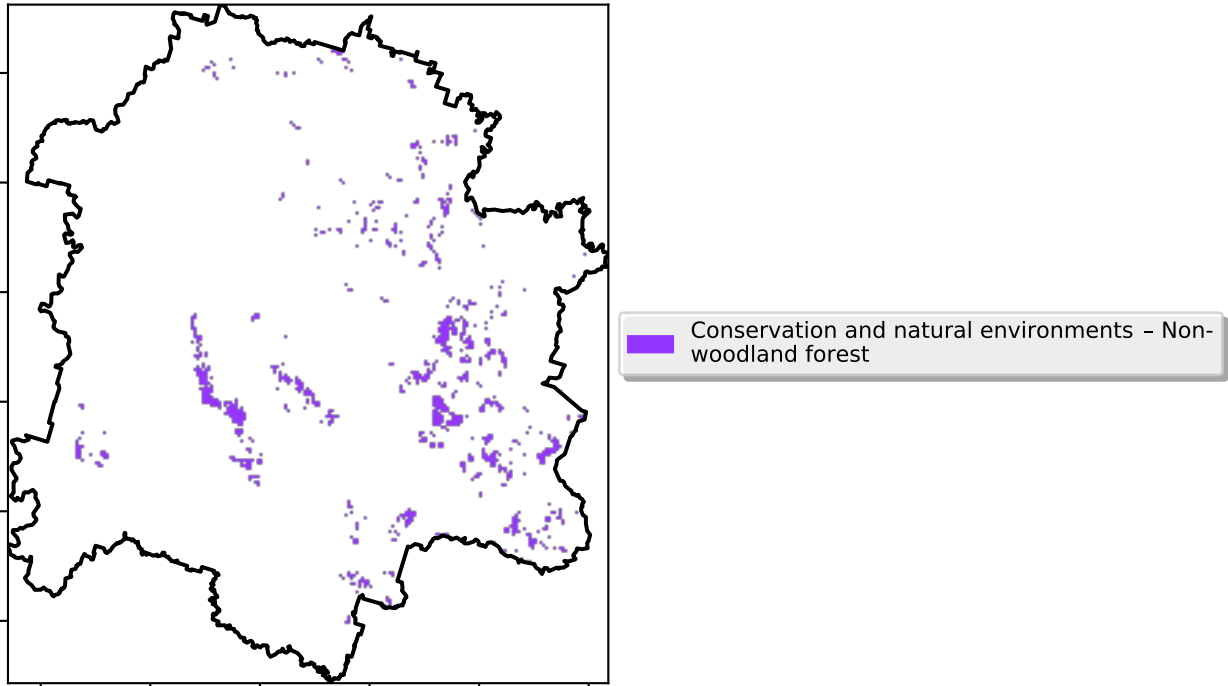 Conservation and natural environments – Non-
woodland forest